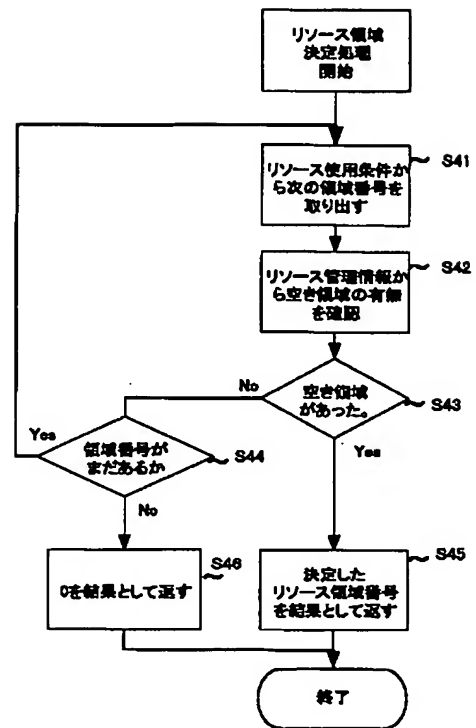 リソース領域
決定処理
開始
リソース使用条件か
ら次の領域番号を
取り出す
S41
リソース管理情報か
ら空き領域の有無
を確認
S42
空き領域
があった。
S43
No
Yes
領域番号が
まだあるか
S44
Yes
No
0を結果として返す
S46
決定した
リソース領域番号
を結果として返す
S45
終了